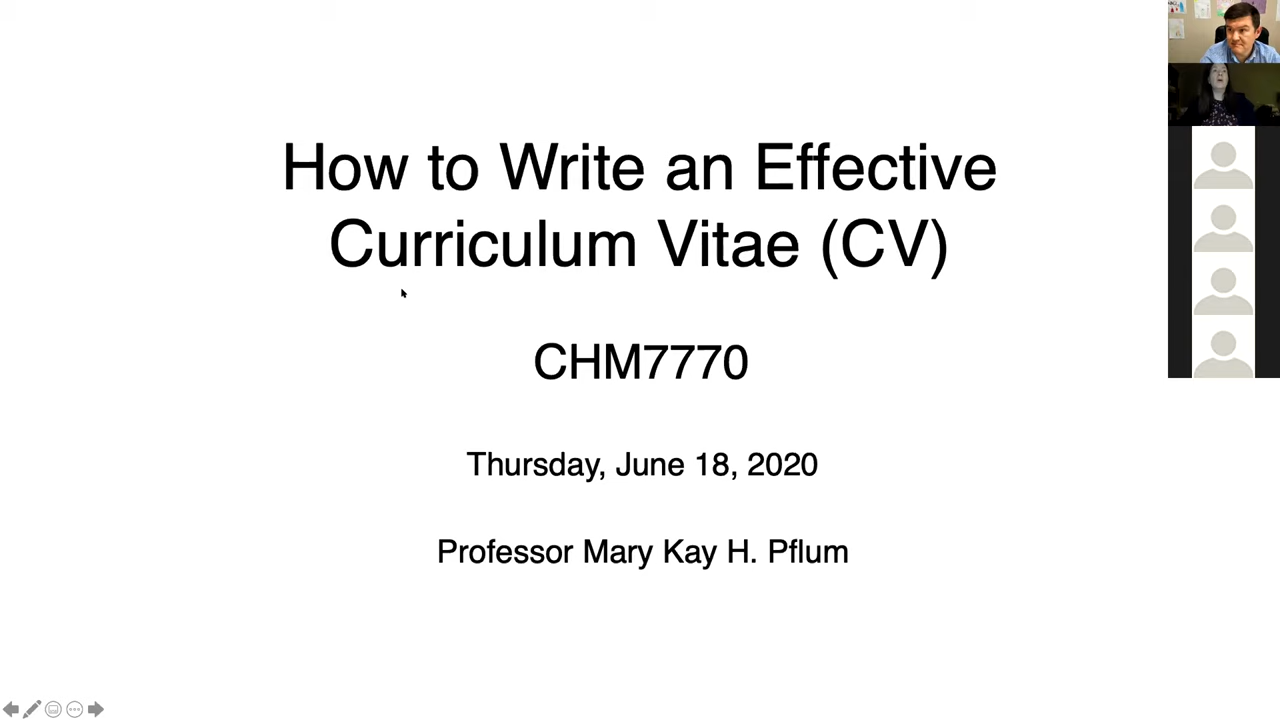 How to Write an Effective
Curriculum Vitae (CV)
CHM7770
Thursday, June 18, 2020
Professor Mary Kay H. Pflum